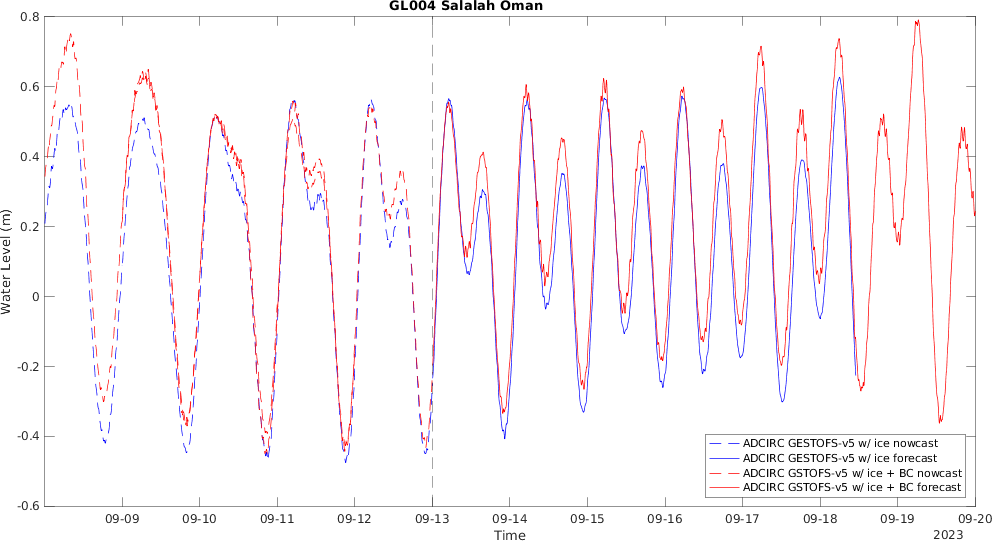 GL004 Salalah Oman
0.8
0.6
0.4
0.2
0
-0.2
-0.4
-0.6
Water Level (m)
ADCIRC GESTOFS-v5 w/ ice nowcast
ADCIRC GESTOFS-v5 w/ ice forecast
ADCIRC GSTOFS-v5 w/ ice + BC nowcast
ADCIRC GSTOFS-v5 w/ ice + BC forecast
09-09 09-10 09-11 09-12 09-13 09-14 09-15 09-16 09-17 09-18 09-19 09-20
Time
2023